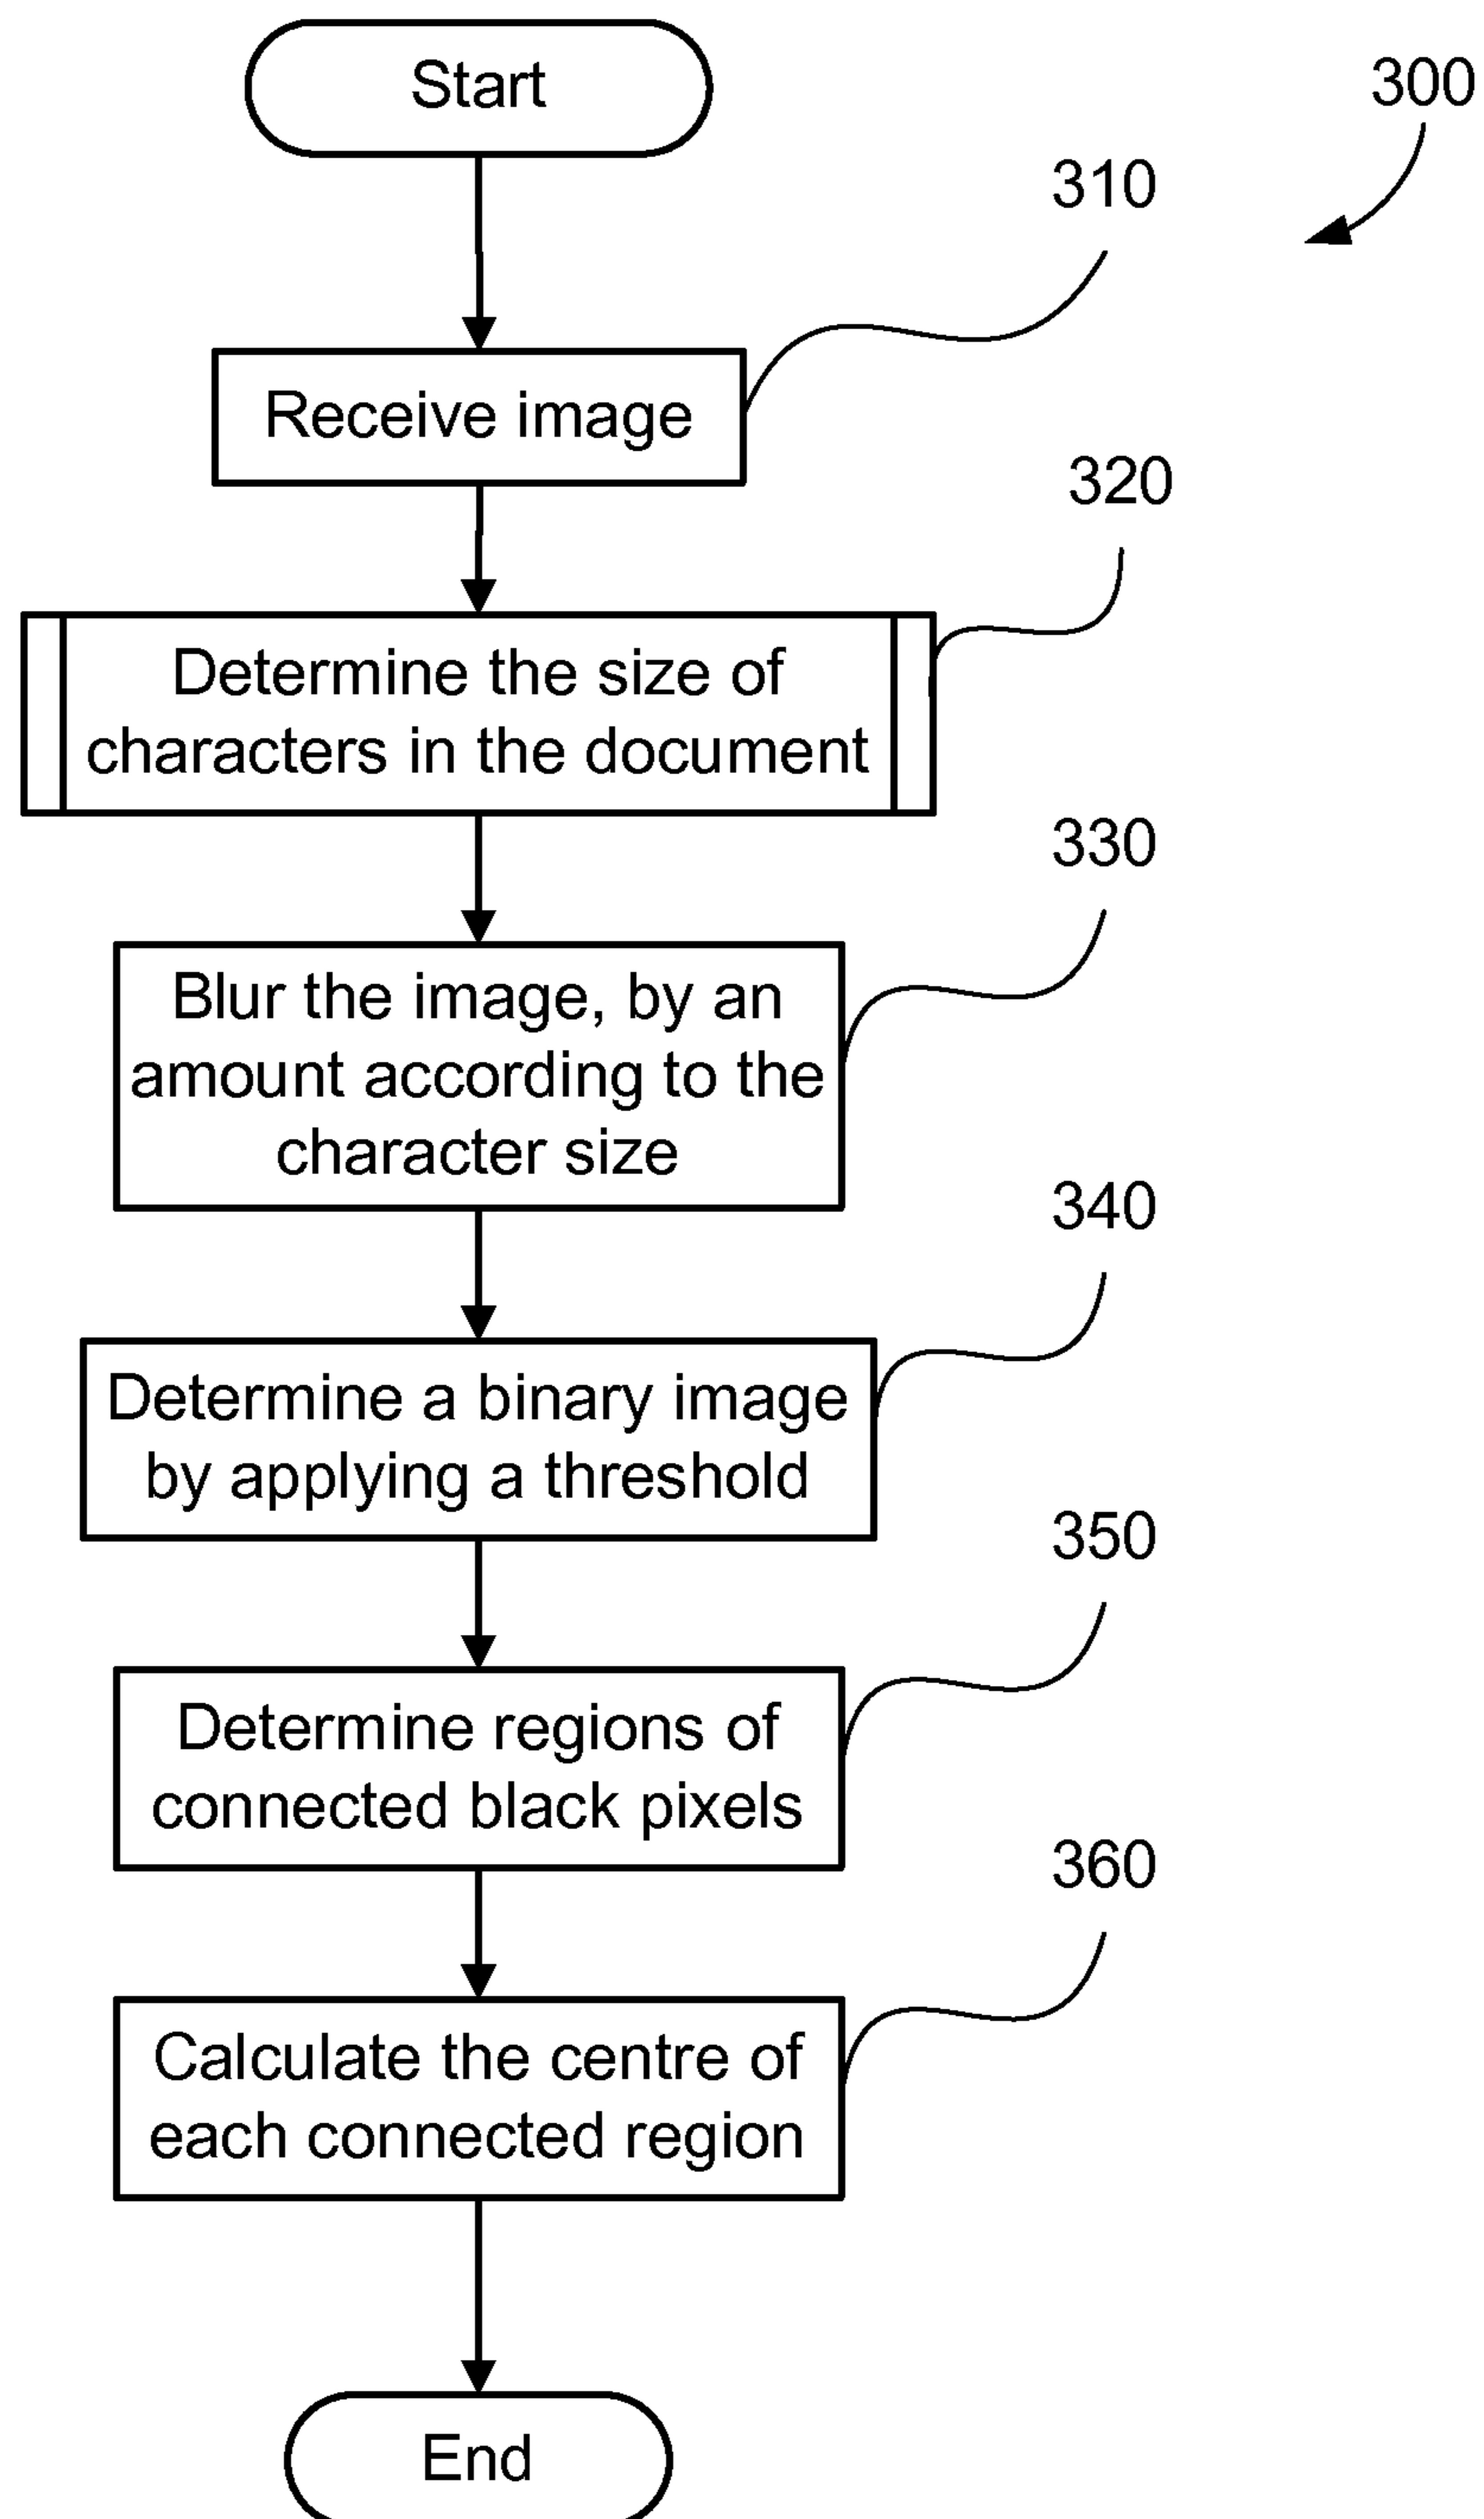 Start
300
310
Receive image
320
Determine the size of
characters in the document
330
Blur the image, by an
amount according to the
character size
340
Determine a binary image
by applying a threshold
350
Determine regions of
connected black pixels
360
Calculate the centre of
each connected region
End